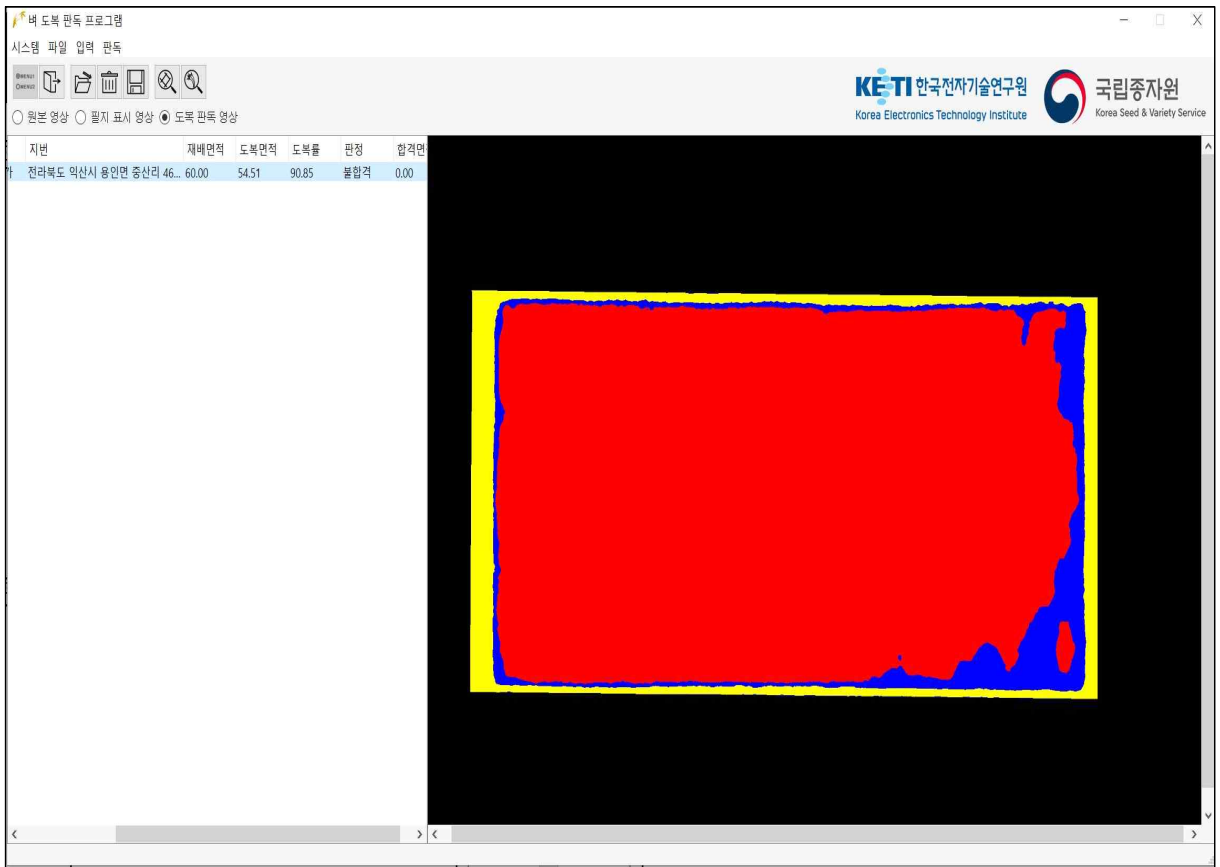 벼 도복 판독 프로그램
시스템 파일 입력 판독
KETI 한국전자기술연구원
Korea Electronics Technology Institute
국립종자원
Korea Seed & Variety Service
원본 영상 필지 표시 영상 도복 판독 영상
지번 재배면적 도복면적 도복률 판정
전라북도 익산시 용인면 중산리 46... 60.00 54.51 90.85 불합격 0.00